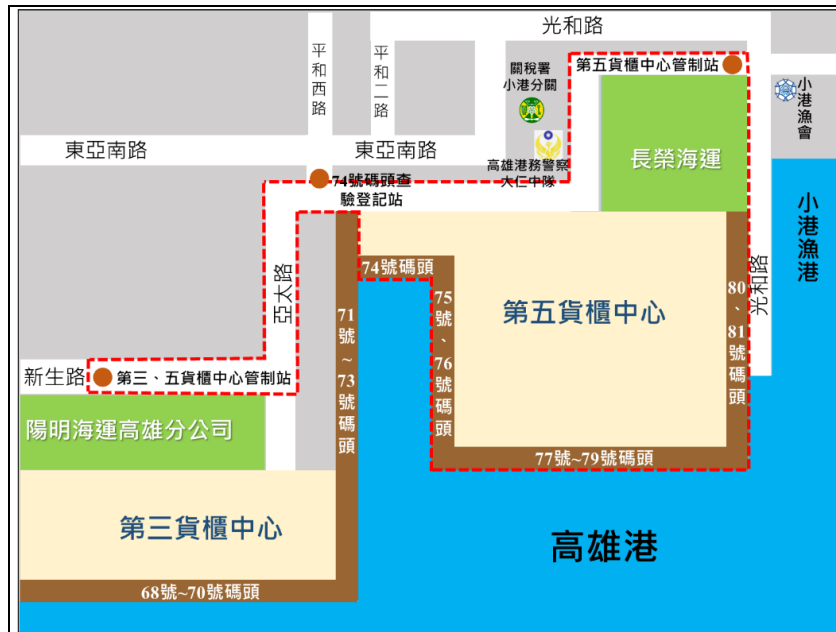 光和路
平和西路
平和二路
關稅署
小港分關
第五貨櫃中心管制站
小港漁會
東亞南路
東亞南路
高雄港務警察
大仁中隊
長榮海運
74號碼頭查
驗登記站
小港漁港
亞太路
74號碼頭
71號~73號碼頭
75號、76號碼頭
第五貨櫃中心
80、81號碼頭
光和路
新生路
第三、五貨櫃中心管制站
陽明海運高雄分公司
77號~79號碼頭
第三貨櫃中心
高雄港
68號~70號碼頭